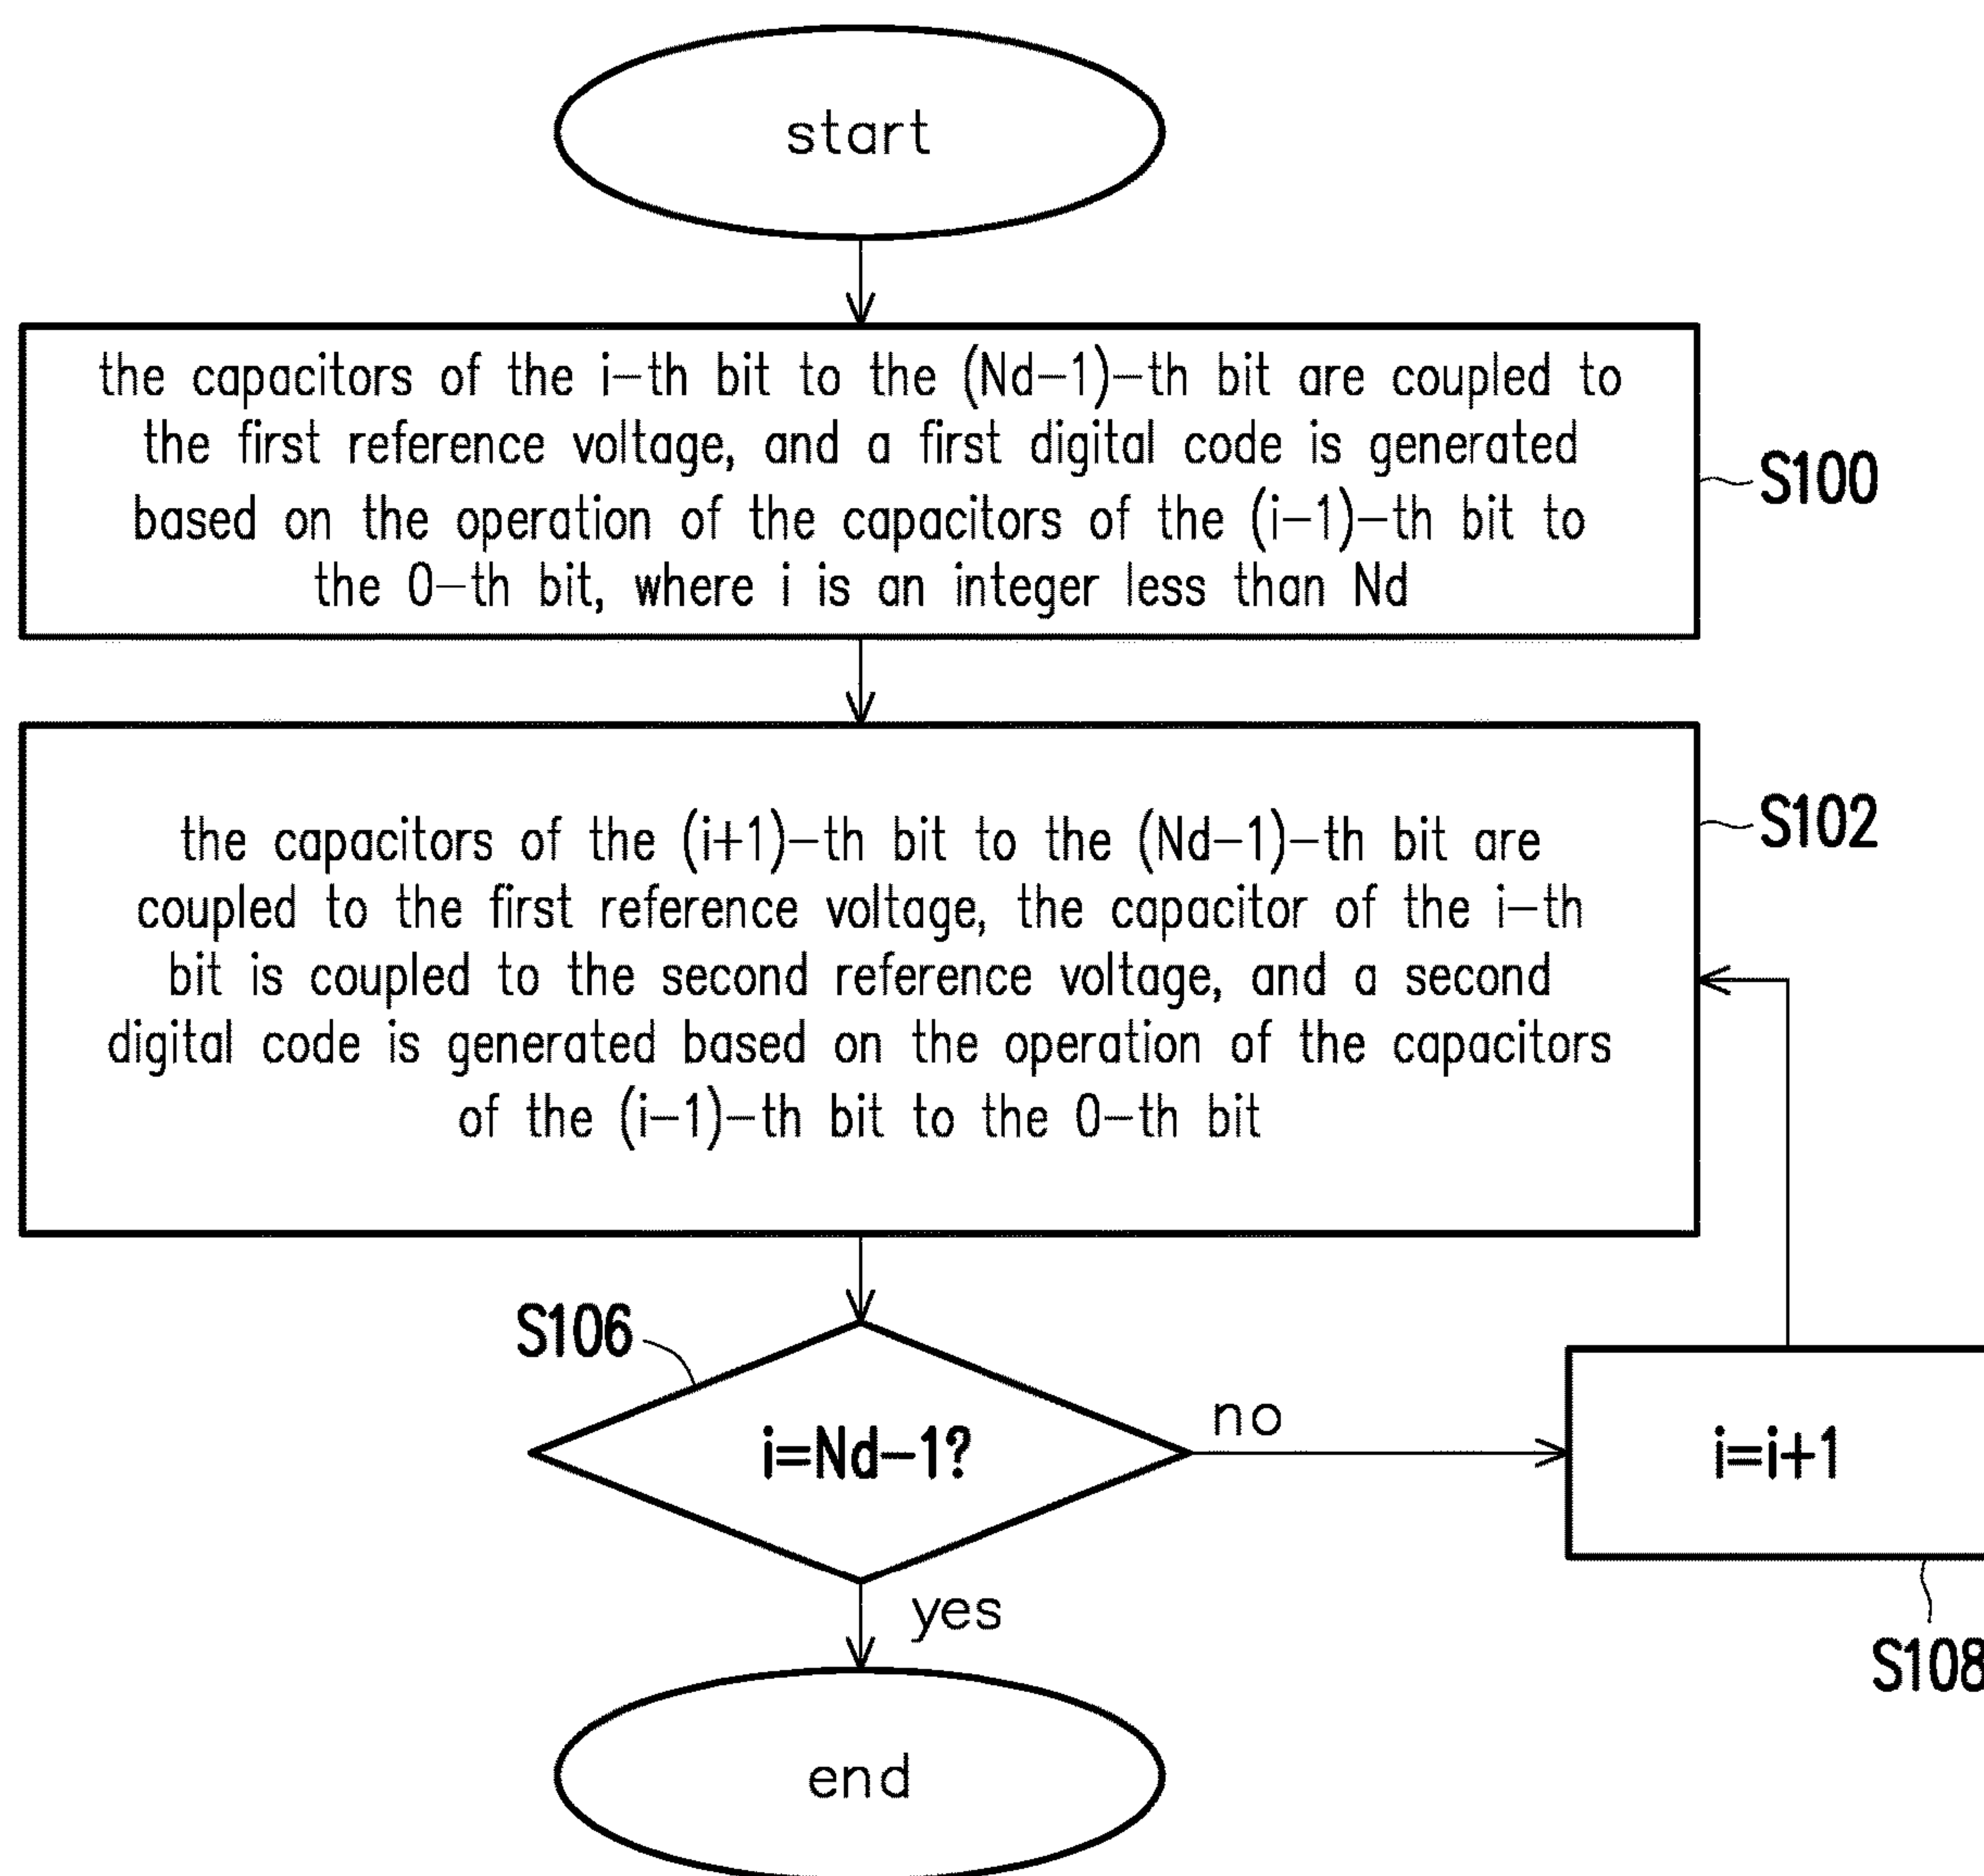 start
the capacitors of the i-th bit to the (Nd-1)-th bit are coupled to
the first reference voltage, and a first digital code is generated
based on the operation of the capacitors of the (i-1)-th bit to
the 0-th bit, where i is an integer less than Nd
S100
the capacitors of the (i+1)-th bit to the (Nd-1)-th bit are
coupled to the first reference voltage, the capacitor of the i-th
bit is coupled to the second reference voltage, and a second
digital code is generated based on the operation of the capacitors
of the (i-1)-th bit to the 0-th bit
S102
S106
i=Nd-1?
no
i=i+1
S108
yes
end